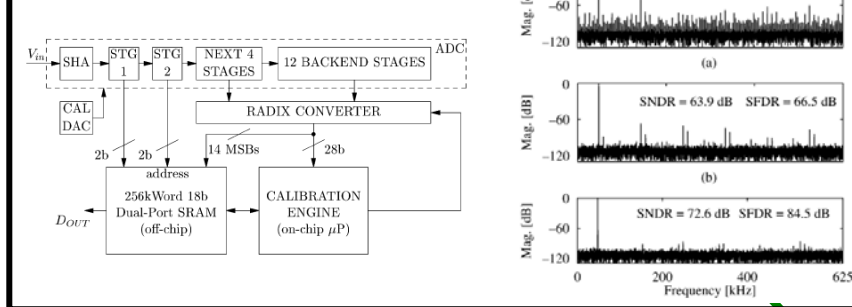 V_in
SHA
STG
1
STG
2
NEXT 4
STAGES
12 BACKEND STAGES
ADC
CAL
DAC
RADIX CONVERTER
2b
2b
14 MSBs
28b
address
256kWord 18b
Dual-Port SRAM
(off-chip)
CALIBRATION
ENGINE
(on-chip μP)
D_OUT
Mag.
−60
−120
(a)
Mag. [dB]
0
−60
−120
SNDR = 63.9 dB SFDR = 66.5 dB
(b)
Mag. [dB]
0
−60
−120
SNDR = 72.6 dB SFDR = 84.5 dB
0 200 400 625
Frequency [kHz]